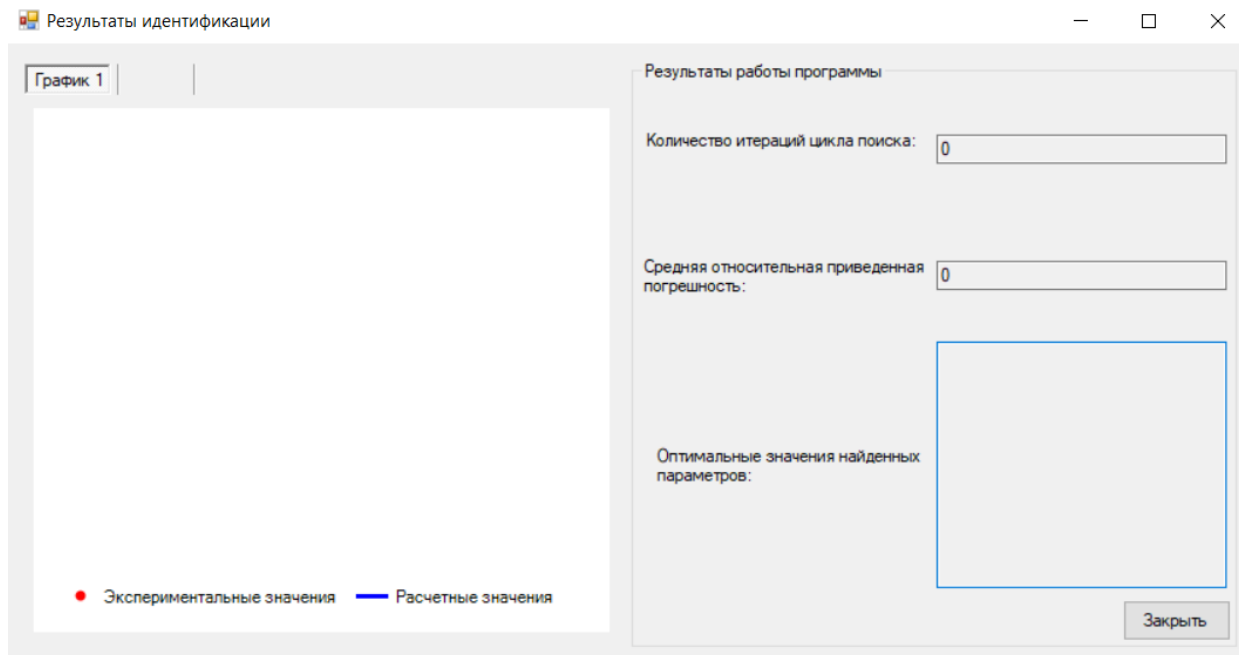 Результаты идентификации
График 1
Результаты работы программы
Количество итераций цикла поиска:
0
Средняя относительная приведенная
погрешность:
0
Оптимальные значения найденных
параметров:
Экспериментальные значения
Расчетные значения
Закрыть